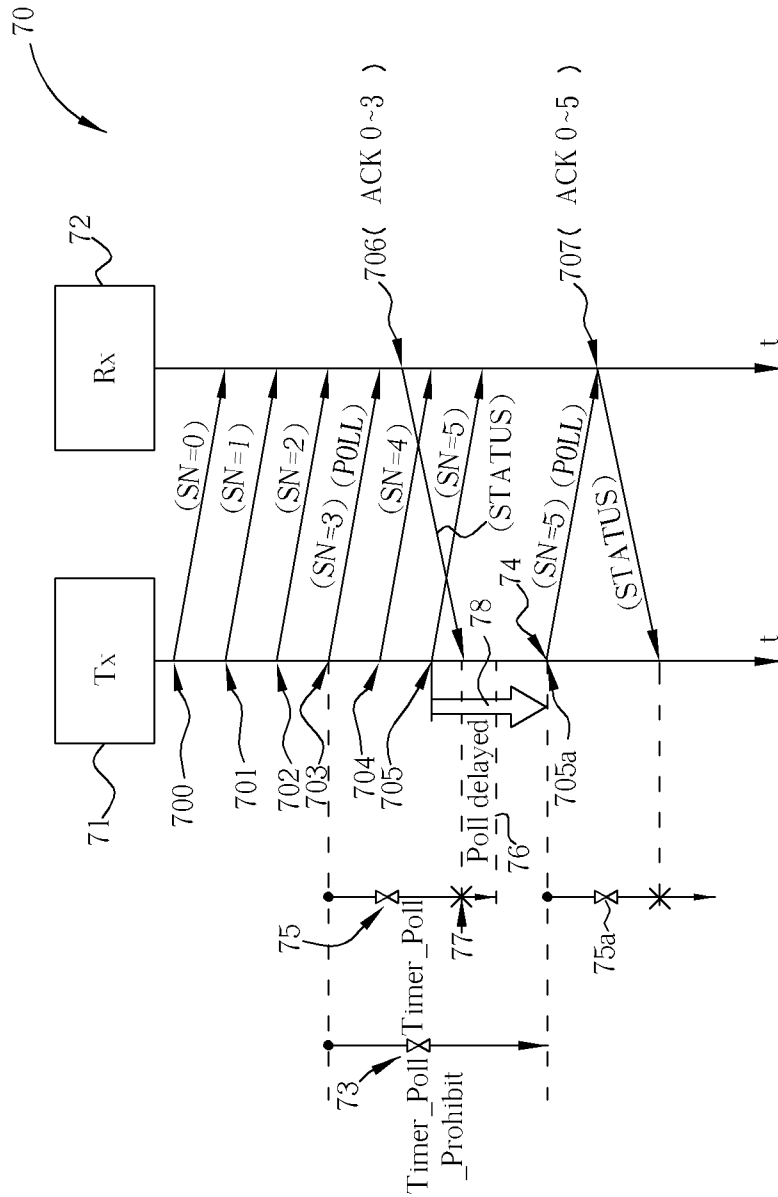 70
71
Tx
72
Rx
700
701
702
703
704
705
705a
(SN=0)
(SN=1)
(SN=2)
(SN=3) (POLL)
(SN=4)
(SN=5)
(STATUS)
706( ACK 0~3 )
74
78
Poll delayed
76
75
Timer_Poll
77
73
Timer_Poll
_Prohibit
(SN=5) (POLL)
707( ACK 0~5 )
(STATUS)
75a
t
t